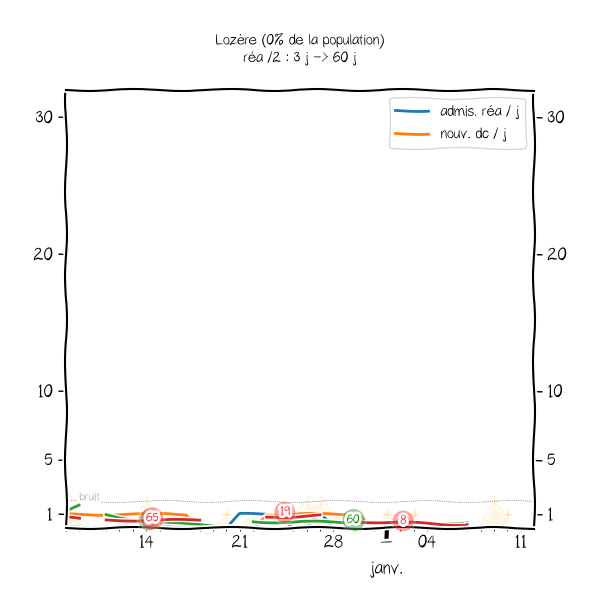 Lozère (0% de la population)
réa /2 : 3 j -> 60 j
admis. réa / j
nouv. dc / j
30 30
20 20
10 10
5 5
... bruit
1 1
65 19 60 8
14 21 28 1 04 11
janv.